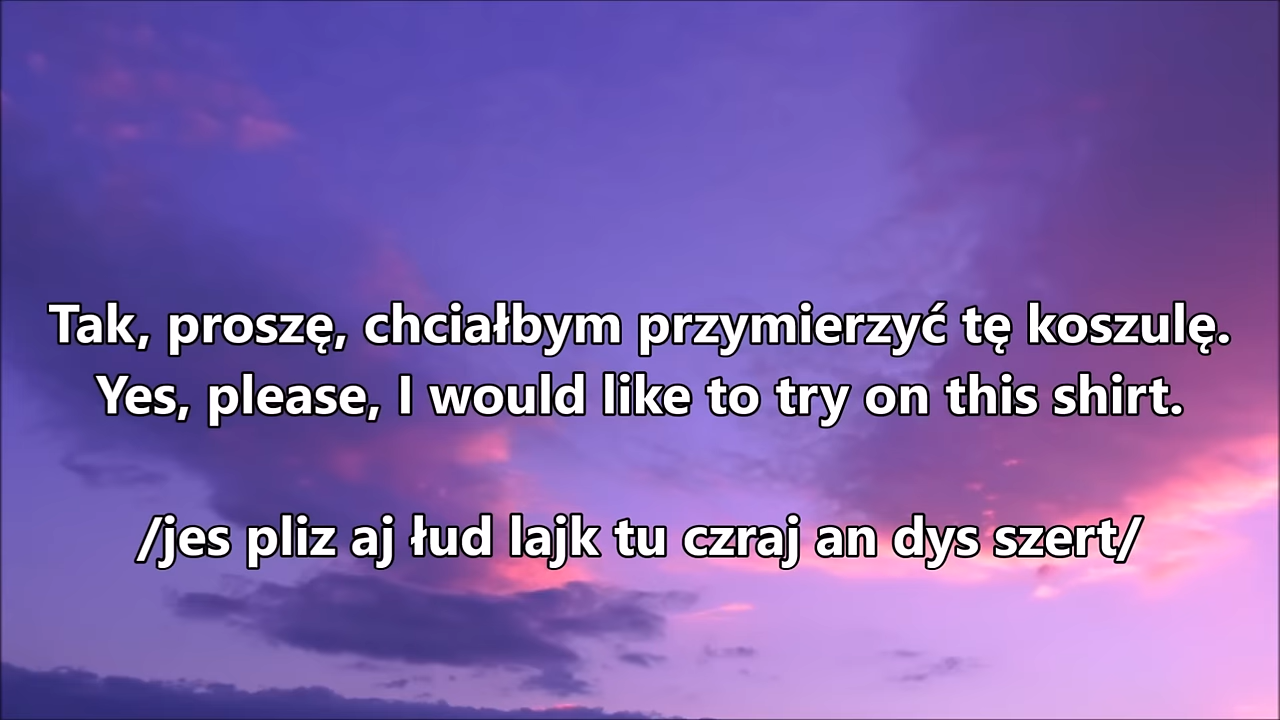 Tak, proszę, chciałbym przymierzyć tę koszulę.
Yes, please, I would like to try on this shirt.
/jes pliz aj łud lajk tu czraj an dys szert/